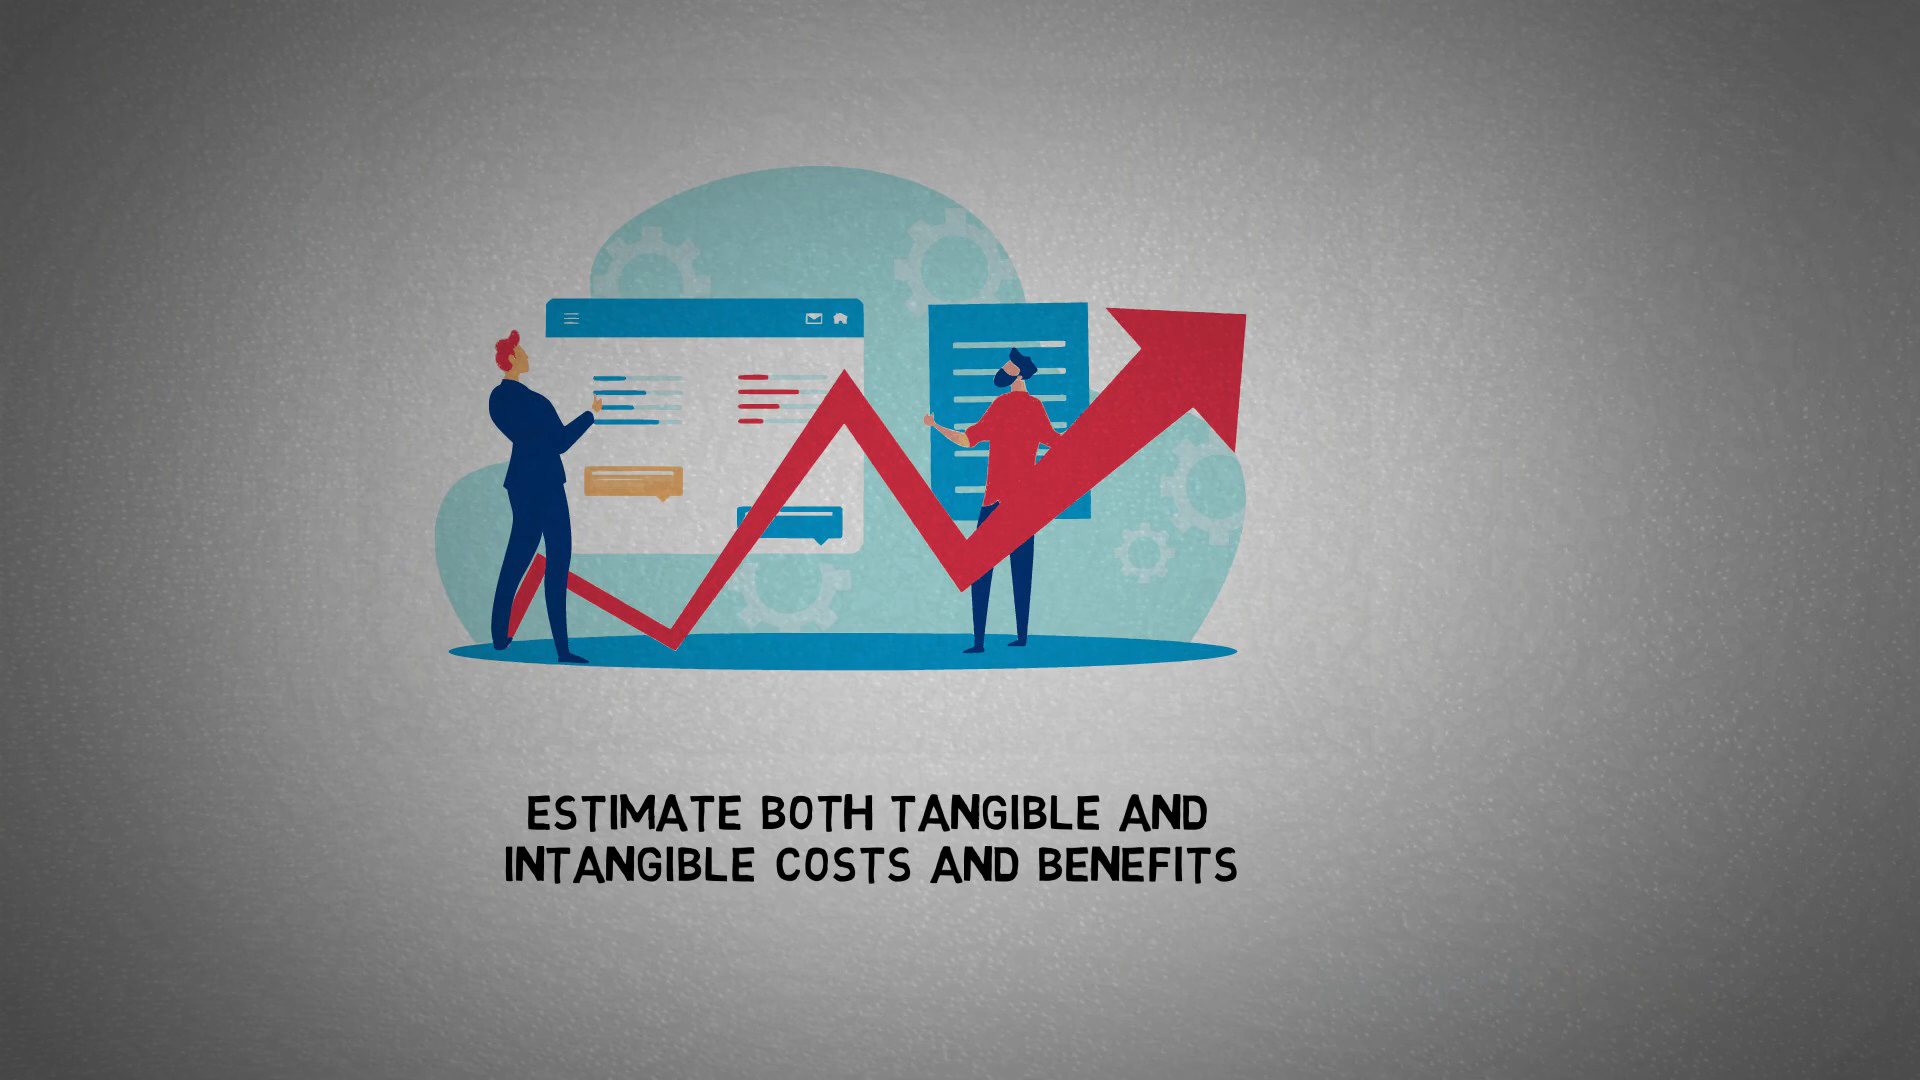 ESTIMATE BOTH TANGIBLE AND
INTANGIBLE COSTS AND BENEFITS